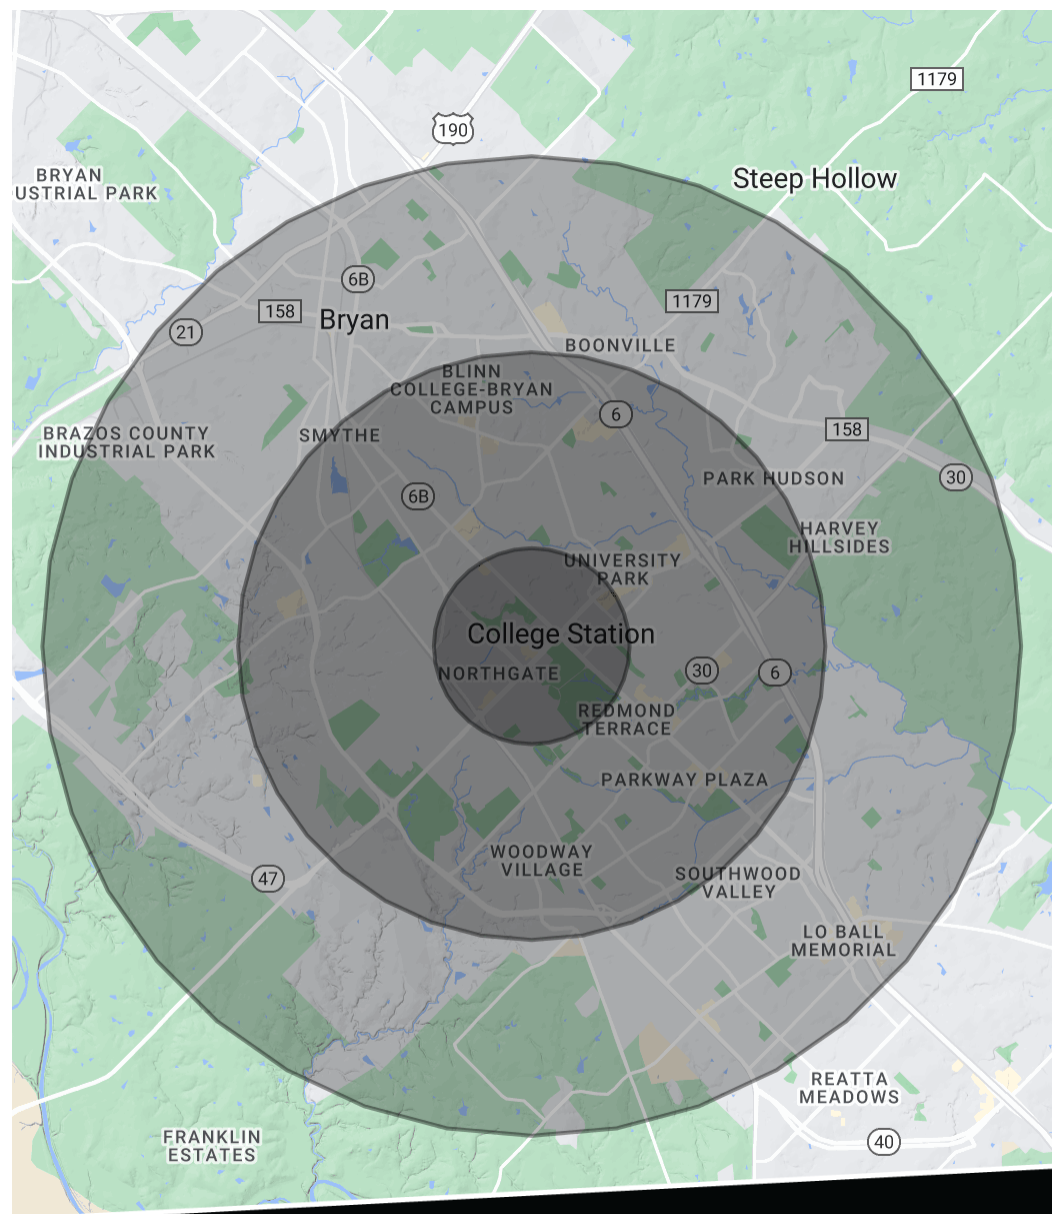 1179
190
BRYAN
USTRIAL PARK
Steep Hollow
6B
1179
158
Bryan
21
BOONVILLE
BLINN
COLLEGE-BRYAN
CAMPUS
6
158
SMYTHE
BRAZOS COUNTY
INDUSTRIAL PARK
PARK HUDSON
30
6B
HARVEY
HILLSIDES
UNIVERSITY
PARK
College Station
NORTHGATE
30
6
REDMOND
TERRACE
PARKWAY PLAZA
WOODWAY
VILLAGE
47
SOUTHWOOD
VALLEY
LO BALL
MEMORIAL
REATTA
MEADOWS
FRANKLIN
ESTATES
40